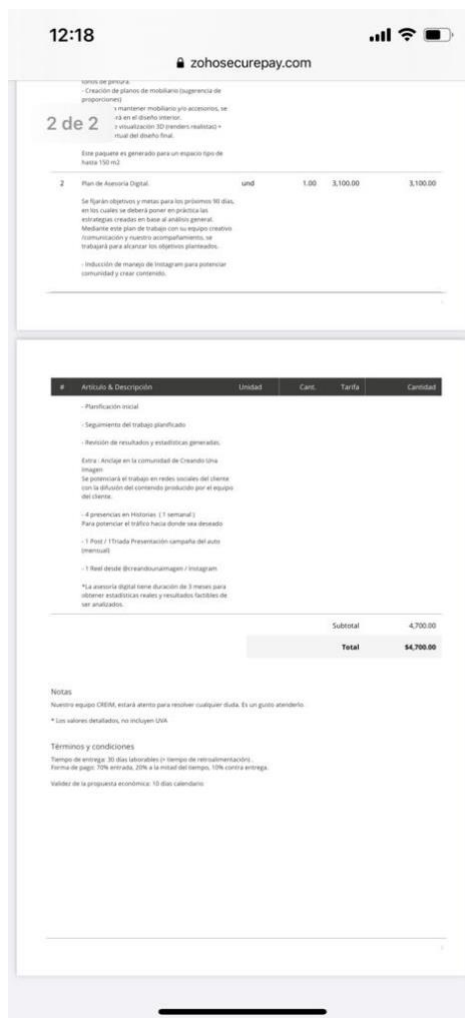 12:18
zohosecurepay.com
tonos de pintura.
- Creación de planos de mobiliario (sugerencia de
proporciones)
mantener mobiliario y/o accesorios, se
rá en el diseño interior.
2 de 2
visualización 3D (renders realistas) +
rtual del diseño final.
Este paquete es generado para un espacio tipo de
hasta 150 m2
2 Plan de Asesoría Digital. und 1.00 3,100.00 3,100.00
Se fijarán objetivos y metas para los próximos 90 días,
en los cuales se deberá poner en práctica las
estrategias creadas en base al análisis general.
Mediante este plan de trabajo con su equipo creativo
/comunicación y nuestro acompañamiento, se
trabajará para alcanzar los objetivos planteados.
- Inducción de manejo de Instagram para potenciar
comunidad y crear contenido.
# Artículo & Descripción Unidad Cant. Tarifa Cantidad
- Planificación inicial
- Seguimiento del trabajo planificado
- Revisión de resultados y estadísticas generadas.
Extra : Anclaje en la comunidad de Creando Una
Imagen
Se potenciará el trabajo en redes sociales del cliente
con la difusión del contenido producido por el equipo
del cliente.
- 4 presencias en Historias ( 1 semanal )
Para potenciar el tráfico hacia donde sea deseado
- 1 Post / 1Triada Presentación campaña del auto
(mensual)
- 1 Reel desde @creandounaimagen / Instagram
*La asesoría digital tiene duración de 3 meses para
obtener estadísticas reales y resultados factibles de
ser analizados.
Subtotal 4,700.00
Total $4,700.00
Notas
Nuestro equipo CREIM, estará atento para resolver cualquier duda. Es un gusto atenderlo.
* Los valores detallados, no incluyen UVA
Términos y condiciones
Tiempo de entrega: 30 días laborables (+ tiempo de retroalimentación) .
Forma de pago: 70% entrada, 20% a la mitad del tiempo, 10% contra entrega.
Validez de la propuesta económica: 10 días calendario